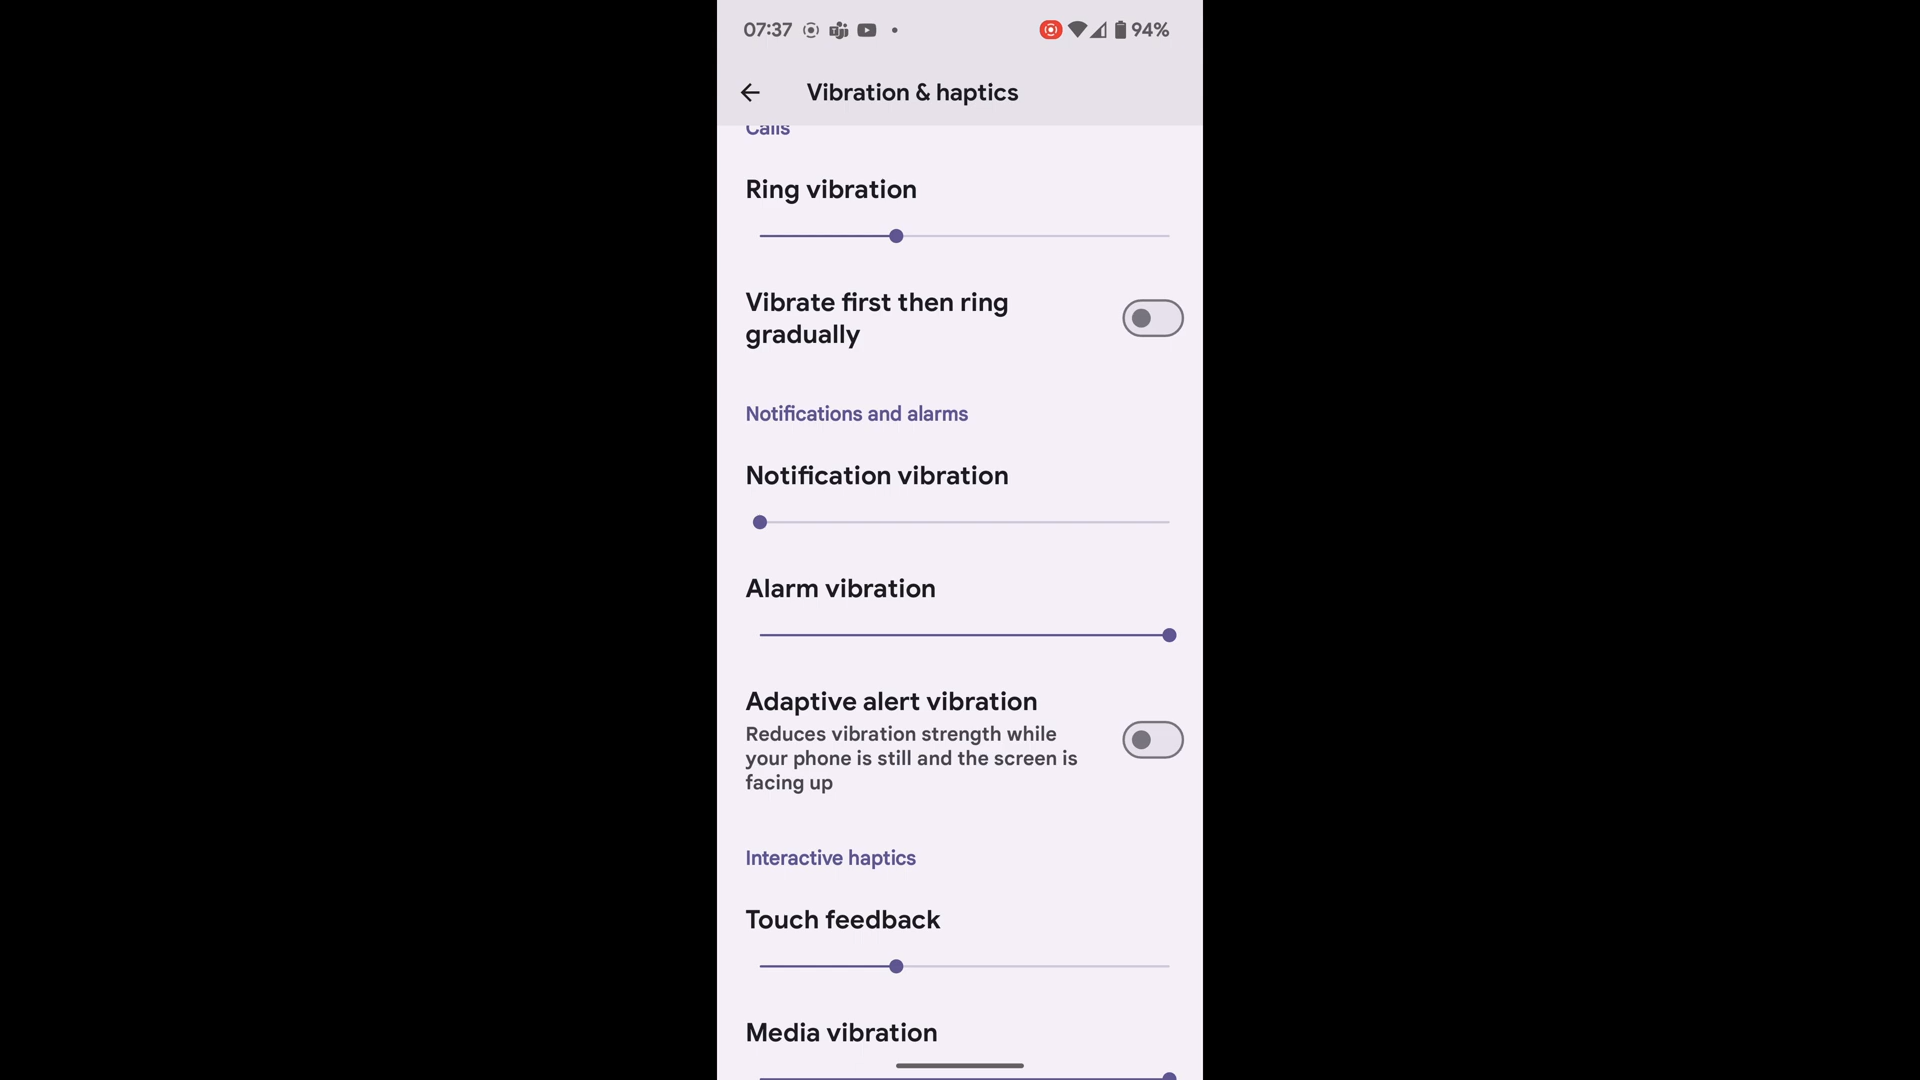 07:37 94%
Vibration & haptics
Calls
Ring vibration
Vibrate first then ring
gradually
Notifications and alarms
Notification vibration
Alarm vibration
Adaptive alert vibration
Reduces vibration strength while
your phone is still and the screen is
facing up
Interactive haptics
Touch feedback
Media vibration